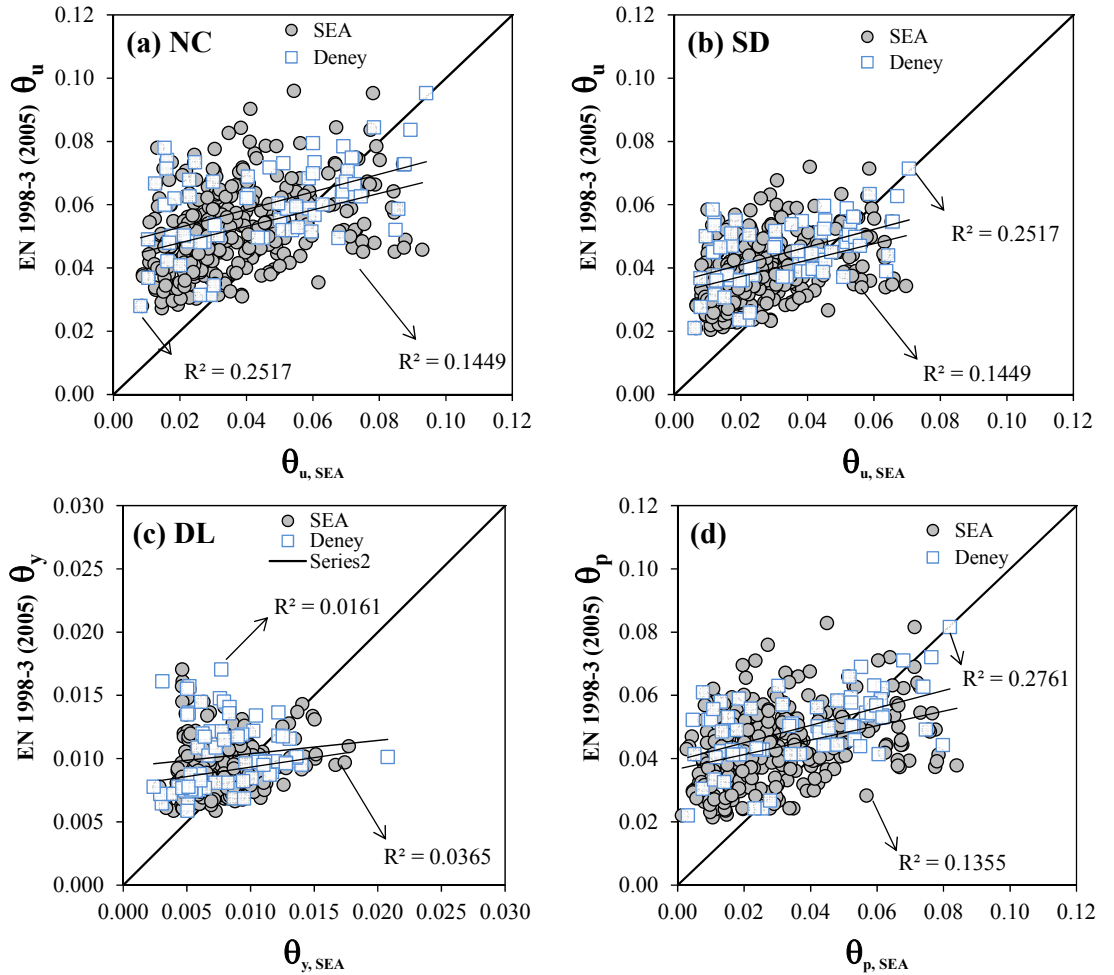 (a) NC
SEA
Deney
EN 1998-3 (2005) θu
0.12
0.10
0.08
0.06
0.04
0.02
0.00
R² = 0.2517
R² = 0.1449
0.00 0.02 0.04 0.06 0.08 0.10 0.12
θu, SEA
(b) SD
SEA
Deney
EN 1998-3 (2005) θu
0.12
0.10
0.08
0.06
0.04
0.02
0.00
R² = 0.2517
R² = 0.1449
0.00 0.02 0.04 0.06 0.08 0.10 0.12
θu, SEA
(c) DL
SEA
Deney
Series2
EN 1998-3 (2005) θy
0.030
0.025
0.020
0.015
0.010
0.005
0.000
R² = 0.0161
R² = 0.0365
0.000 0.005 0.010 0.015 0.020 0.025 0.030
θy, SEA
(d)
SEA
Deney
EN 1998-3 (2005) θp
0.12
0.10
0.08
0.06
0.04
0.02
0.00
R² = 0.2761
R² = 0.1355
0.00 0.02 0.04 0.06 0.08 0.10 0.12
θp, SEA